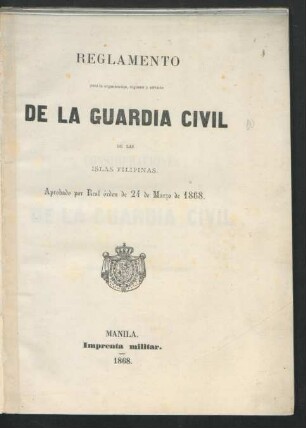 REGLAMENTO
para la organizacion, régimen y servicio
DE LA GUARDIA CIVIL
DE LAS
ISLAS FILIPINAS.
Aprobado por Real órden de 24 de Marzo de 1868.
MANILA.
Imprenta militar.
1868.